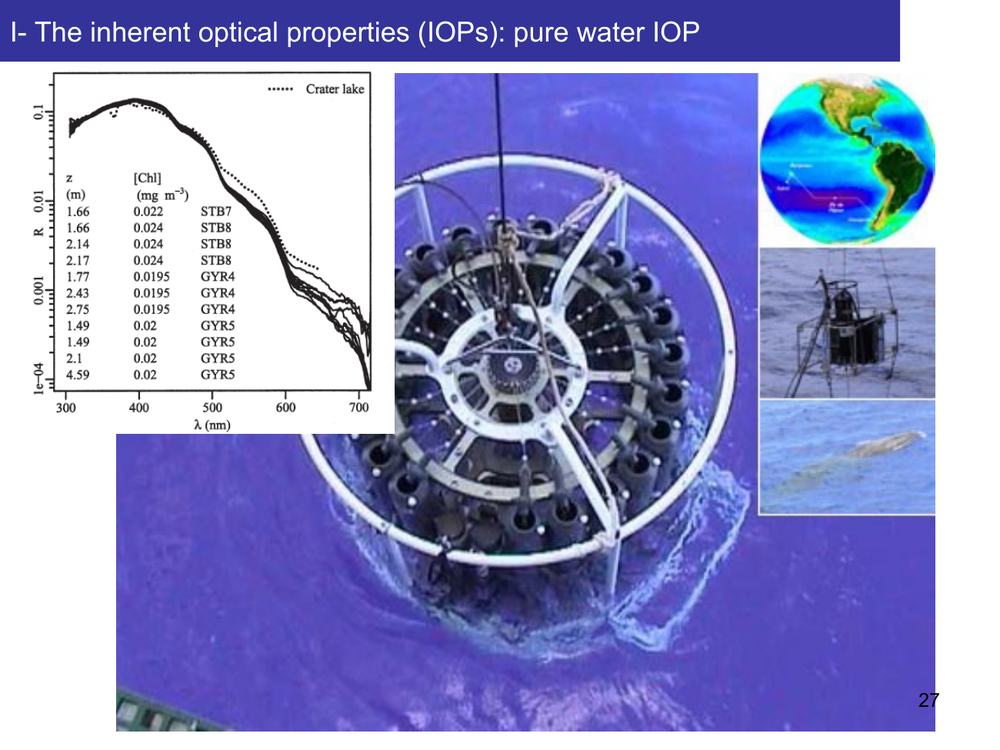 I- The inherent optical properties (IOPs): pure water IOP
Crater lake
R
0.1
0.01
0.001
1e−04
z [Chl]
(m) (mg m⁻³)
1.66 0.022 STB7
1.66 0.024 STB8
2.14 0.024 STB8
2.17 0.024 STB8
1.77 0.0195 GYR4
2.43 0.0195 GYR4
2.75 0.0195 GYR4
1.49 0.02 GYR5
1.49 0.02 GYR5
2.1 0.02 GYR5
4.59 0.02 GYR5
300 400 500 600 700
λ (nm)
27